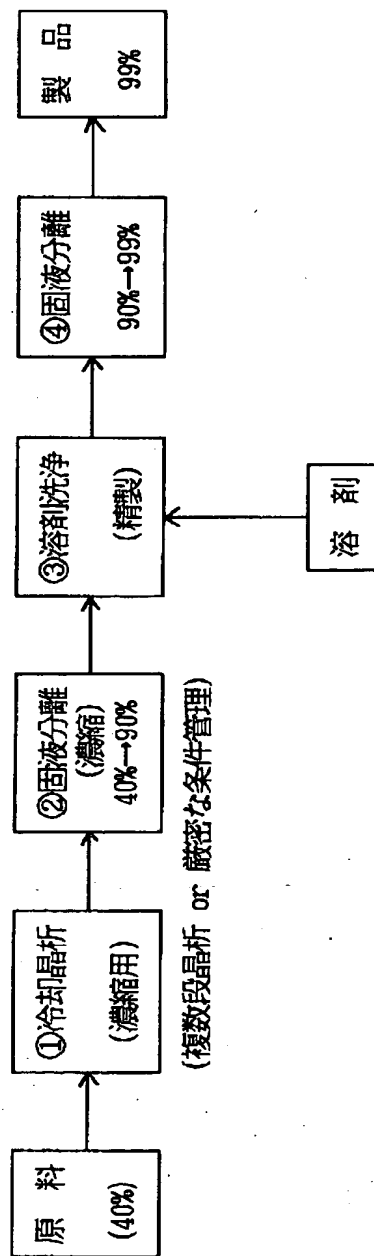 原 料
(40%)
①冷却晶析
(濃縮用)
②固液分離
(濃縮)
40%→90%
(複数段晶析 or 厳密な条件管理)
③溶剤洗浄
(精製)
溶 剤
④固液分離
90%→99%
製 品
99%